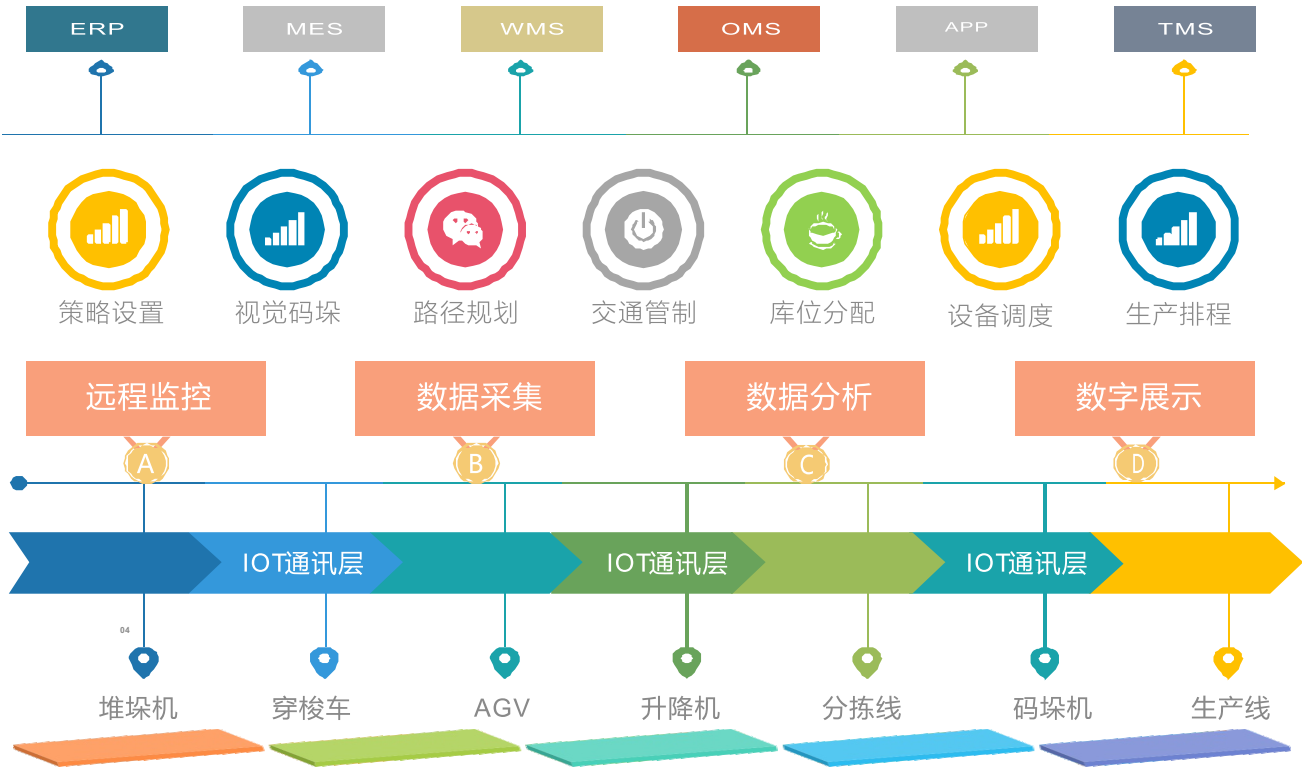 ERP MES WMS OMS APP TMS
策略设置 视觉码垛 路径规划 交通管制 库位分配 设备调度 生产排程
远程监控 数据采集 数据分析 数字展示
A B C D
IOT通讯层 IOT通讯层 IOT通讯层
04
堆垛机 穿梭车 AGV 升降机 分拣线 码垛机 生产线